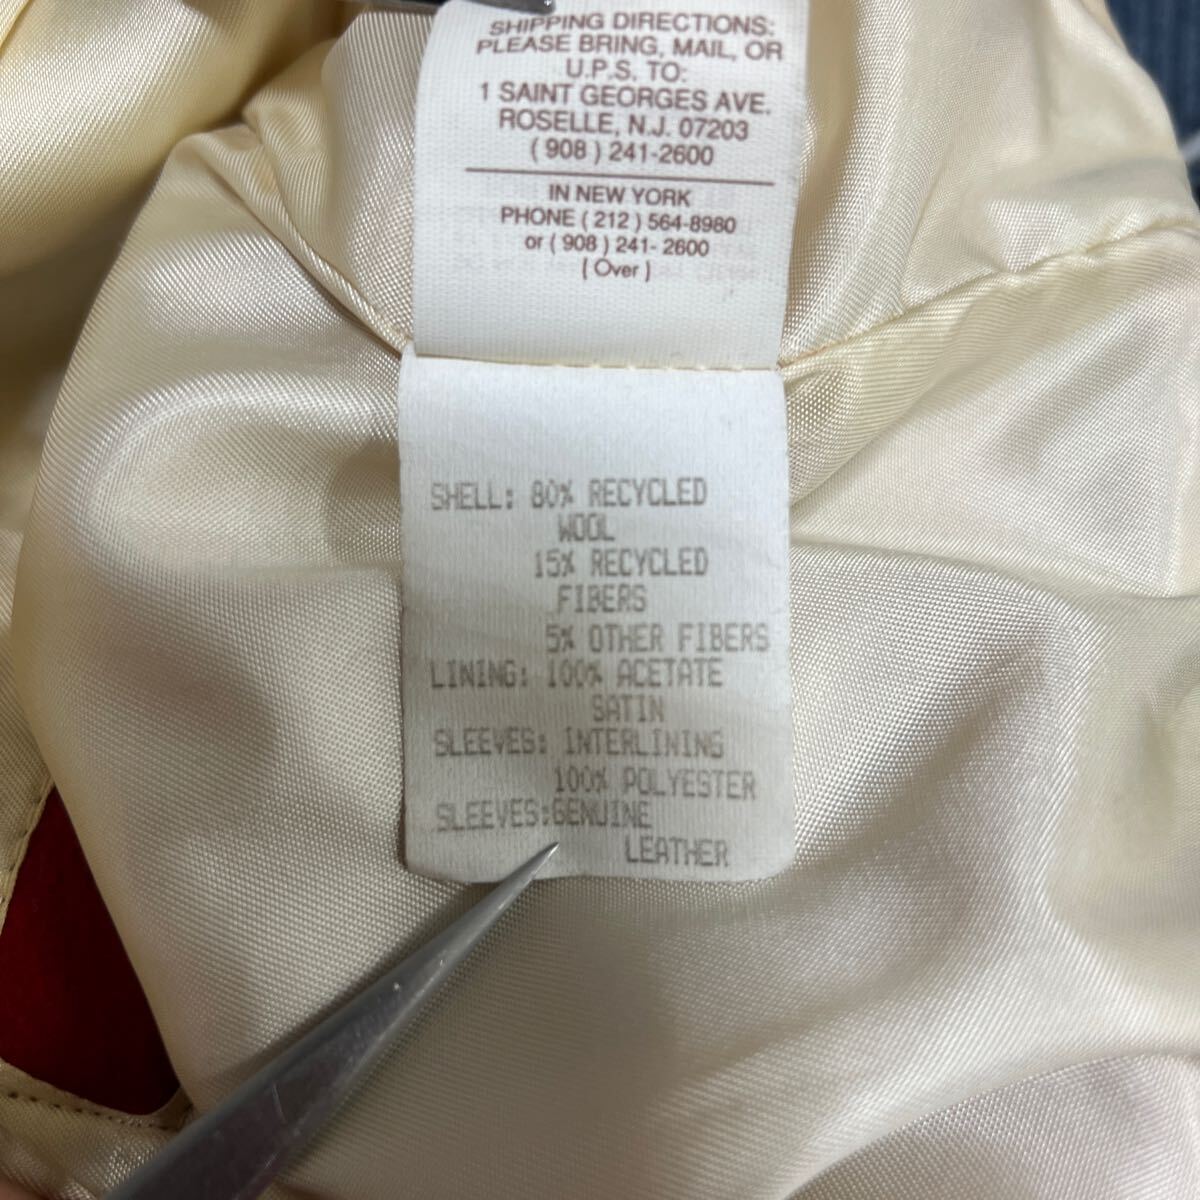 SHIPPING DIRECTIONS:
PLEASE BRING, MAIL, OR
U.P.S. TO:
1 SAINT GEORGES AVE.
ROSELLE, N.J. 07203
( 908 ) 241-2600
IN NEW YORK
PHONE ( 212 ) 564-8980
or ( 908 ) 241- 2600
( Over )
SHELL: 80% RECYCLED
WOOL
15% RECYCLED
FIBERS
5% OTHER FIBERS
LINING: 100% ACETATE
SATIN
SLEEVES: INTERLINING
100% POLYESTER
SLEEVES:GENUINE
LEATHER